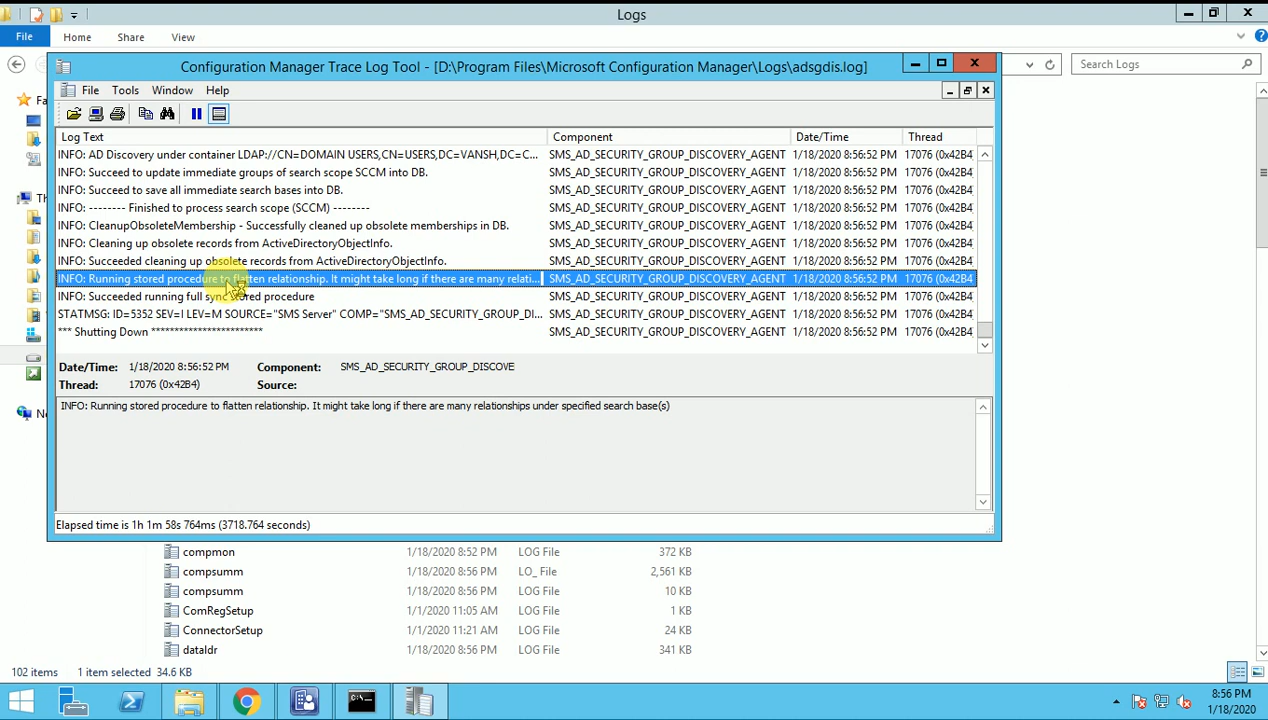 Logs
File Home Share View
Configuration Manager Trace Log Tool - [D:\Program Files\Microsoft Configuration Manager\Logs\adsgdis.log]
Search Logs
File Tools Window Help
Log Text Component Date/Time Thread
INFO: AD Discovery under container LDAP://CN=DOMAIN USERS,CN=USERS,DC=VANSH,DC=C... SMS_AD_SECURITY_GROUP_DISCOVERY_AGENT 1/18/2020 8:56:52 PM 17076 (0x42B4)
INFO: Succeed to update immediate groups of search scope SCCM into DB. SMS_AD_SECURITY_GROUP_DISCOVERY_AGENT 1/18/2020 8:56:52 PM 17076 (0x42B4)
INFO: Succeed to save all immediate search bases into DB. SMS_AD_SECURITY_GROUP_DISCOVERY_AGENT 1/18/2020 8:56:52 PM 17076 (0x42B4)
INFO: -------- Finished to process search scope (SCCM) -------- SMS_AD_SECURITY_GROUP_DISCOVERY_AGENT 1/18/2020 8:56:52 PM 17076 (0x42B4)
INFO: CleanupObsoleteMembership - Successfully cleaned up obsolete memberships in DB. SMS_AD_SECURITY_GROUP_DISCOVERY_AGENT 1/18/2020 8:56:52 PM 17076 (0x42B4)
INFO: Cleaning up obsolete records from ActiveDirectoryObjectInfo. SMS_AD_SECURITY_GROUP_DISCOVERY_AGENT 1/18/2020 8:56:52 PM 17076 (0x42B4)
INFO: Succeeded cleaning up obsolete records from ActiveDirectoryObjectInfo. SMS_AD_SECURITY_GROUP_DISCOVERY_AGENT 1/18/2020 8:56:52 PM 17076 (0x42B4)
INFO: Running stored procedure to flatten relationship. It might take long if there are many relati... SMS_AD_SECURITY_GROUP_DISCOVERY_AGENT 1/18/2020 8:56:52 PM 17076 (0x42B4)
INFO: Succeeded running full sync stored procedure SMS_AD_SECURITY_GROUP_DISCOVERY_AGENT 1/18/2020 8:56:52 PM 17076 (0x42B4)
STATMSG: ID=5352 SEV=I LEV=M SOURCE="SMS Server" COMP="SMS_AD_SECURITY_GROUP_DI... SMS_AD_SECURITY_GROUP_DISCOVERY_AGENT 1/18/2020 8:56:52 PM 17076 (0x42B4)
*** Shutting Down ************************ SMS_AD_SECURITY_GROUP_DISCOVERY_AGENT 1/18/2020 8:56:52 PM 17076 (0x42B4)
Date/Time: 1/18/2020 8:56:52 PM Component: SMS_AD_SECURITY_GROUP_DISCOVE
Thread: 17076 (0x42B4) Source:
INFO: Running stored procedure to flatten relationship. It might take long if there are many relationships under specified search base(s)
Elapsed time is 1h 1m 58s 764ms (3718.764 seconds)
compmon 1/18/2020 8:52 PM LOG File 372 KB
compsumm 1/18/2020 8:56 PM LO_ File 2,561 KB
compsumm 1/18/2020 8:56 PM LOG File 10 KB
ComRegSetup 1/1/2020 11:05 AM LOG File 1 KB
ConnectorSetup 1/1/2020 11:21 AM LOG File 24 KB
dataldr 1/18/2020 8:56 PM LOG File 341 KB
102 items 1 item selected 34.6 KB
8:56 PM
1/18/2020